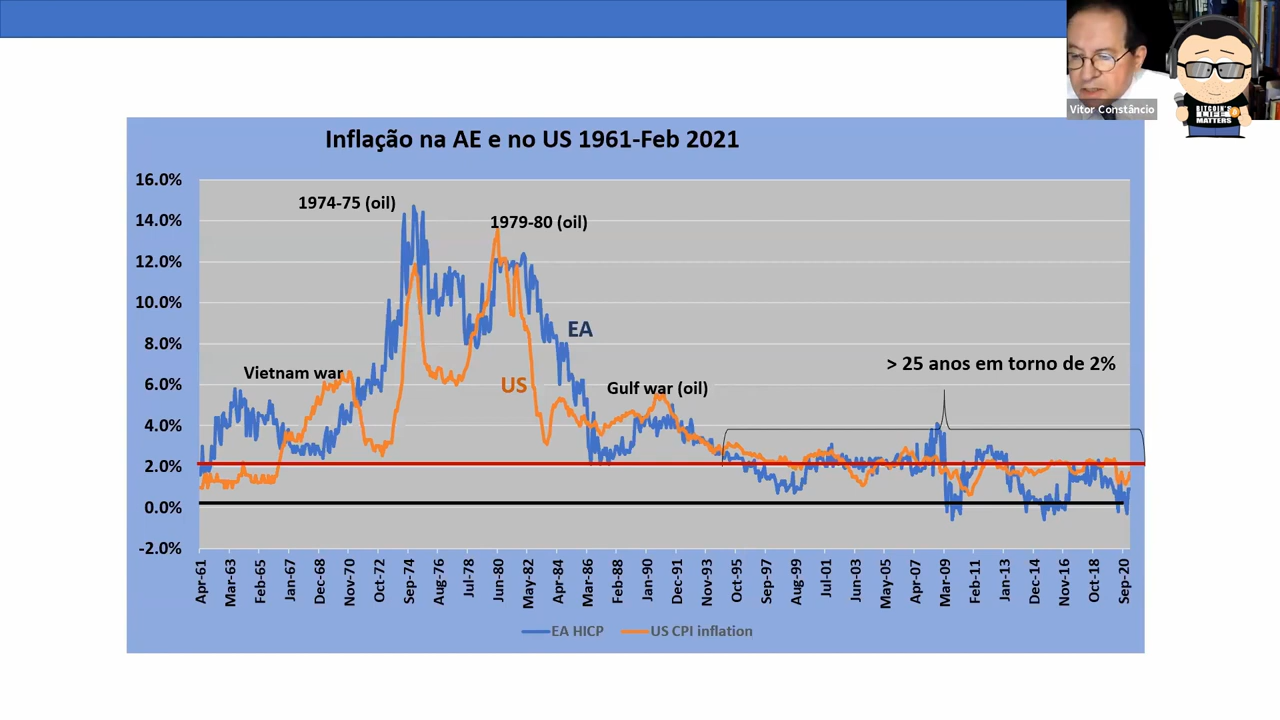 Vitor Constâncio
BITCOIN'S
MATTERS
Inflação na AE e no US 1961-Feb 2021
16.0%
14.0%
12.0%
10.0%
8.0%
6.0%
4.0%
2.0%
0.0%
-2.0%
1974-75 (oil)
1979-80 (oil)
EA
Vietnam war
US
Gulf war (oil)
> 25 anos em torno de 2%
Apr-61
Mar-63
Feb-65
Jan-67
Dec-68
Nov-70
Oct-72
Sep-74
Aug-76
Jul-78
Jun-80
May-82
Apr-84
Mar-86
Feb-88
Jan-90
Dec-91
Nov-93
Oct-95
Sep-97
Aug-99
Jul-01
Jun-03
May-05
Apr-07
Mar-09
Feb-11
Jan-13
Dec-14
Nov-16
Oct-18
Sep-20
EA HICP
US CPI inflation